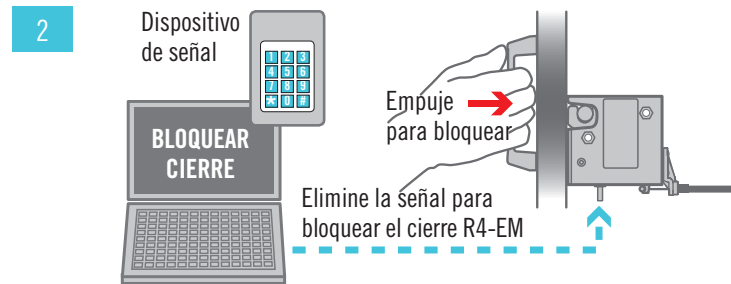 2
Dispositivo
de señal
1 2 3
4 5 6
7 8 9
* 0 #
BLOQUEAR
CIERRE
Empuje
para bloquear
Elimine la señal para
bloquear el cierre R4-EM